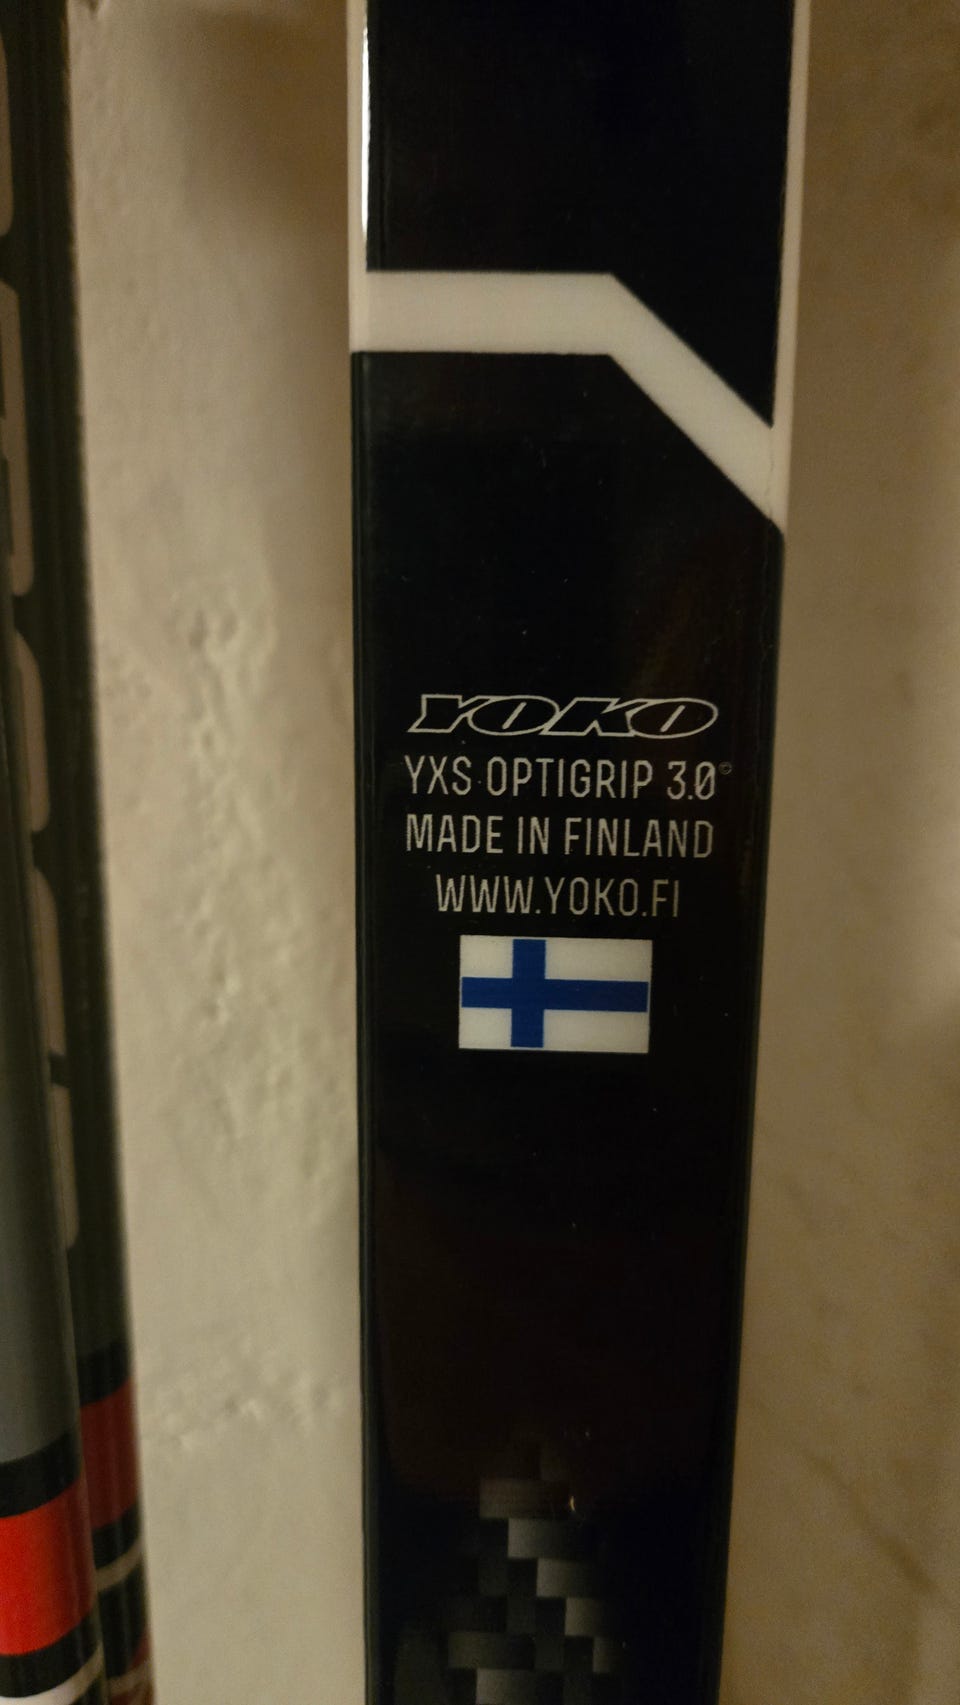 YOKO
YXS OPTIGRIP 3.0©
MADE IN FINLAND
WWW.YOKO.FI